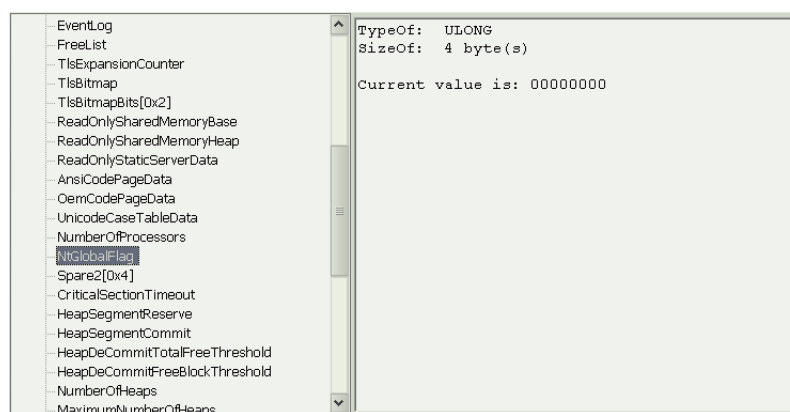 EventLog
FreeList
TlsExpansionCounter
TlsBitmap
TlsBitmapBits[0x2]
ReadOnlySharedMemoryBase
ReadOnlySharedMemoryHeap
ReadOnlyStaticServerData
AnsiCodePageData
OemCodePageData
UnicodeCaseTableData
NumberOfProcessors
NtGlobalFlag
Spare2[0x4]
CriticalSectionTimeout
HeapSegmentReserve
HeapSegmentCommit
HeapDeCommitTotalFreeThreshold
HeapDeCommitFreeBlockThreshold
NumberOfHeaps
MaximumNumberOfHeaps
TypeOf: ULONG
SizeOf: 4 byte(s)
Current value is: 00000000